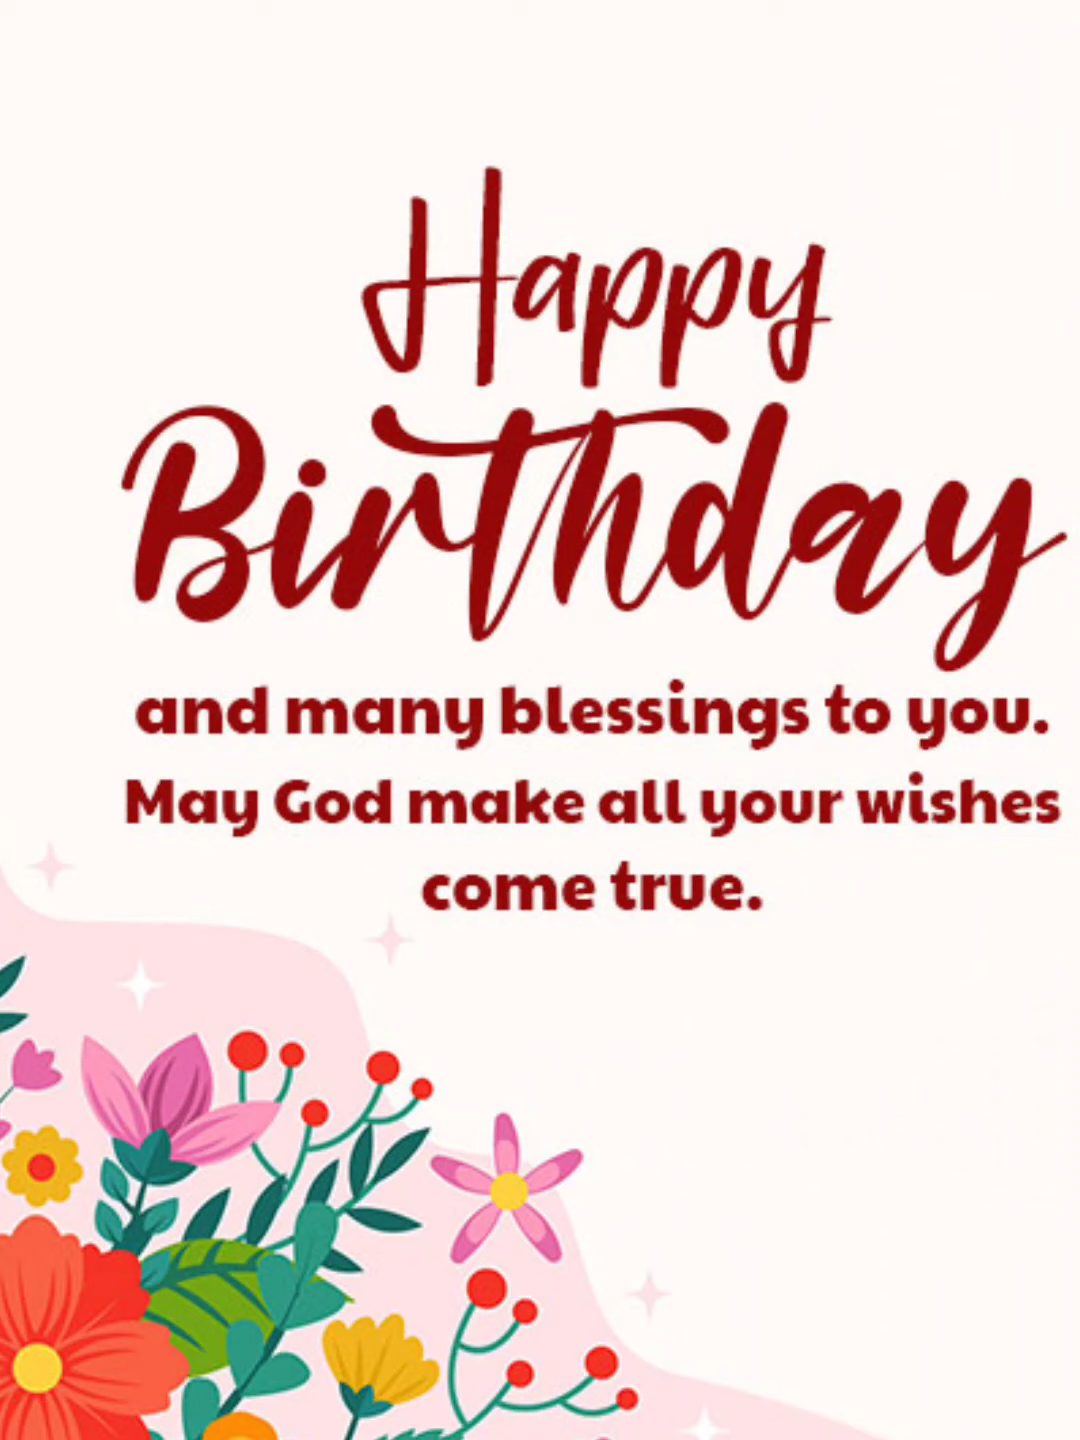 Happy
Birthday
and many blessings to you.
May God make all your wishes
come true.